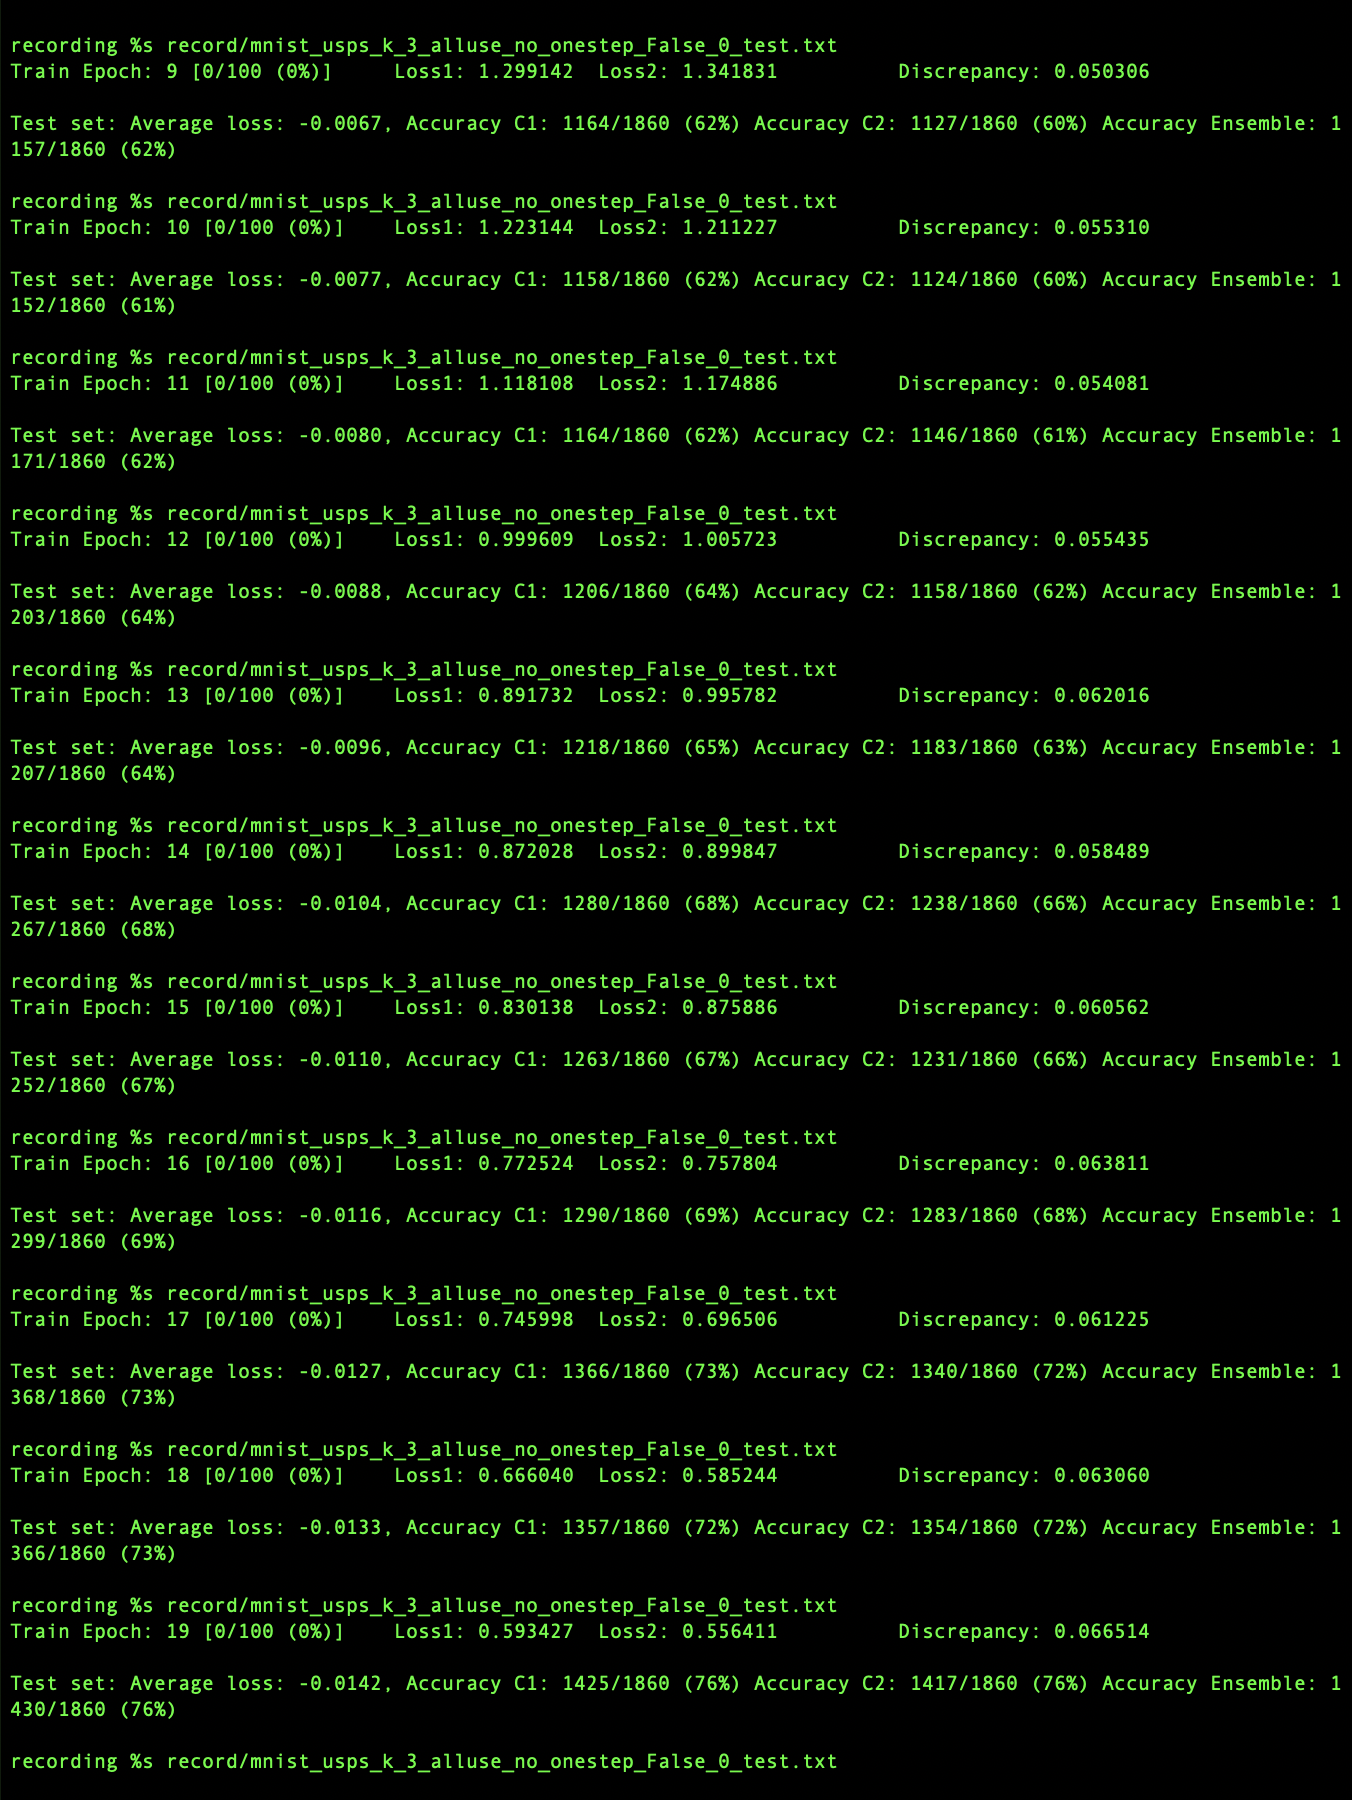 recording %s record/mnist_usps_k_3_alluse_no_onestep_False_0_test.txt
Train Epoch: 9 [0/100 (0%)]     Loss1: 1.299142  Loss2: 1.341831          Discrepancy: 0.050306
Test set: Average loss: -0.0067, Accuracy C1: 1164/1860 (62%) Accuracy C2: 1127/1860 (60%) Accuracy Ensemble: 1
157/1860 (62%)
recording %s record/mnist_usps_k_3_alluse_no_onestep_False_0_test.txt
Train Epoch: 10 [0/100 (0%)]    Loss1: 1.223144  Loss2: 1.211227          Discrepancy: 0.055310
Test set: Average loss: -0.0077, Accuracy C1: 1158/1860 (62%) Accuracy C2: 1124/1860 (60%) Accuracy Ensemble: 1
152/1860 (61%)
recording %s record/mnist_usps_k_3_alluse_no_onestep_False_0_test.txt
Train Epoch: 11 [0/100 (0%)]    Loss1: 1.118108  Loss2: 1.174886          Discrepancy: 0.054081
Test set: Average loss: -0.0080, Accuracy C1: 1164/1860 (62%) Accuracy C2: 1146/1860 (61%) Accuracy Ensemble: 1
171/1860 (62%)
recording %s record/mnist_usps_k_3_alluse_no_onestep_False_0_test.txt
Train Epoch: 12 [0/100 (0%)]    Loss1: 0.999609  Loss2: 1.005723          Discrepancy: 0.055435
Test set: Average loss: -0.0088, Accuracy C1: 1206/1860 (64%) Accuracy C2: 1158/1860 (62%) Accuracy Ensemble: 1
203/1860 (64%)
recording %s record/mnist_usps_k_3_alluse_no_onestep_False_0_test.txt
Train Epoch: 13 [0/100 (0%)]    Loss1: 0.891732  Loss2: 0.995782          Discrepancy: 0.062016
Test set: Average loss: -0.0096, Accuracy C1: 1218/1860 (65%) Accuracy C2: 1183/1860 (63%) Accuracy Ensemble: 1
207/1860 (64%)
recording %s record/mnist_usps_k_3_alluse_no_onestep_False_0_test.txt
Train Epoch: 14 [0/100 (0%)]    Loss1: 0.872028  Loss2: 0.899847          Discrepancy: 0.058489
Test set: Average loss: -0.0104, Accuracy C1: 1280/1860 (68%) Accuracy C2: 1238/1860 (66%) Accuracy Ensemble: 1
267/1860 (68%)
recording %s record/mnist_usps_k_3_alluse_no_onestep_False_0_test.txt
Train Epoch: 15 [0/100 (0%)]    Loss1: 0.830138  Loss2: 0.875886          Discrepancy: 0.060562
Test set: Average loss: -0.0110, Accuracy C1: 1263/1860 (67%) Accuracy C2: 1231/1860 (66%) Accuracy Ensemble: 1
252/1860 (67%)
recording %s record/mnist_usps_k_3_alluse_no_onestep_False_0_test.txt
Train Epoch: 16 [0/100 (0%)]    Loss1: 0.772524  Loss2: 0.757804          Discrepancy: 0.063811
Test set: Average loss: -0.0116, Accuracy C1: 1290/1860 (69%) Accuracy C2: 1283/1860 (68%) Accuracy Ensemble: 1
299/1860 (69%)
recording %s record/mnist_usps_k_3_alluse_no_onestep_False_0_test.txt
Train Epoch: 17 [0/100 (0%)]    Loss1: 0.745998  Loss2: 0.696506          Discrepancy: 0.061225
Test set: Average loss: -0.0127, Accuracy C1: 1366/1860 (73%) Accuracy C2: 1340/1860 (72%) Accuracy Ensemble: 1
368/1860 (73%)
recording %s record/mnist_usps_k_3_alluse_no_onestep_False_0_test.txt
Train Epoch: 18 [0/100 (0%)]    Loss1: 0.666040  Loss2: 0.585244          Discrepancy: 0.063060
Test set: Average loss: -0.0133, Accuracy C1: 1357/1860 (72%) Accuracy C2: 1354/1860 (72%) Accuracy Ensemble: 1
366/1860 (73%)
recording %s record/mnist_usps_k_3_alluse_no_onestep_False_0_test.txt
Train Epoch: 19 [0/100 (0%)]    Loss1: 0.593427  Loss2: 0.556411          Discrepancy: 0.066514
Test set: Average loss: -0.0142, Accuracy C1: 1425/1860 (76%) Accuracy C2: 1417/1860 (76%) Accuracy Ensemble: 1
430/1860 (76%)
recording %s record/mnist_usps_k_3_alluse_no_onestep_False_0_test.txt